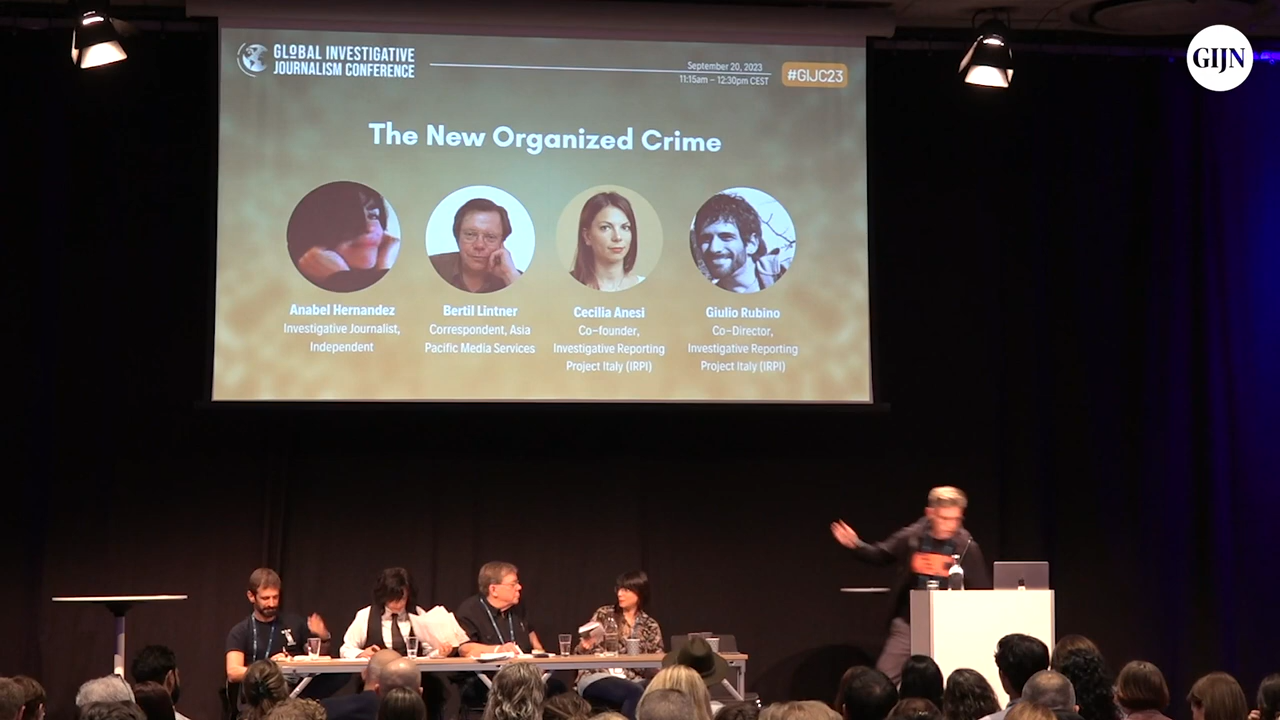 GLOBAL INVESTIGATIVE
JOURNALISM CONFERENCE
September 20, 2023
11:15am – 12:30pm CEST
#GIJC23
GIJN
The New Organized Crime
Anabel Hernandez
Investigative Journalist,
Independent
Bertil Lintner
Correspondent, Asia
Pacific Media Services
Cecilia Anesi
Co-founder,
Investigative Reporting
Project Italy (IRPI)
Giulio Rubino
Co-Director,
Investigative Reporting
Project Italy (IRPI)